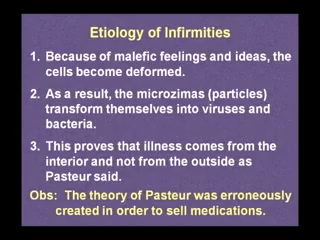 Etiology of Infirmities
1. Because of malefic feelings and ideas, the
cells become deformed.
2. As a result, the microzimas (particles)
transform themselves into viruses and
bacteria.
3. This proves that illness comes from the
interior and not from the outside as
Pasteur said.
Obs: The theory of Pasteur was erroneously
created in order to sell medications.